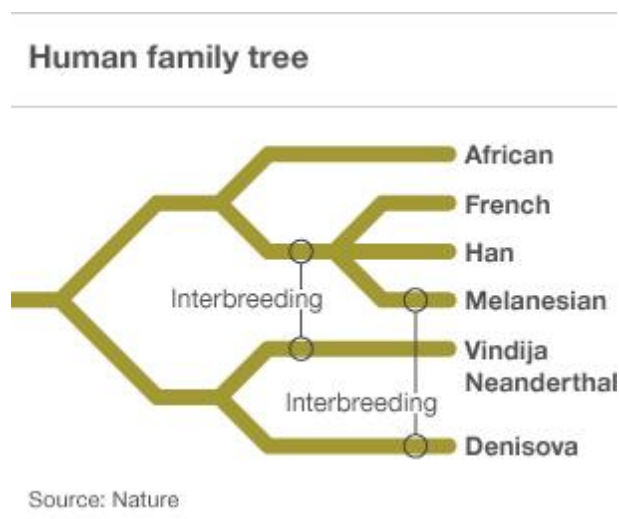 Human family tree
African
French
Han
Interbreeding
Melanesian
Vindija
Neanderthal
Interbreeding
Denisova
Source: Nature